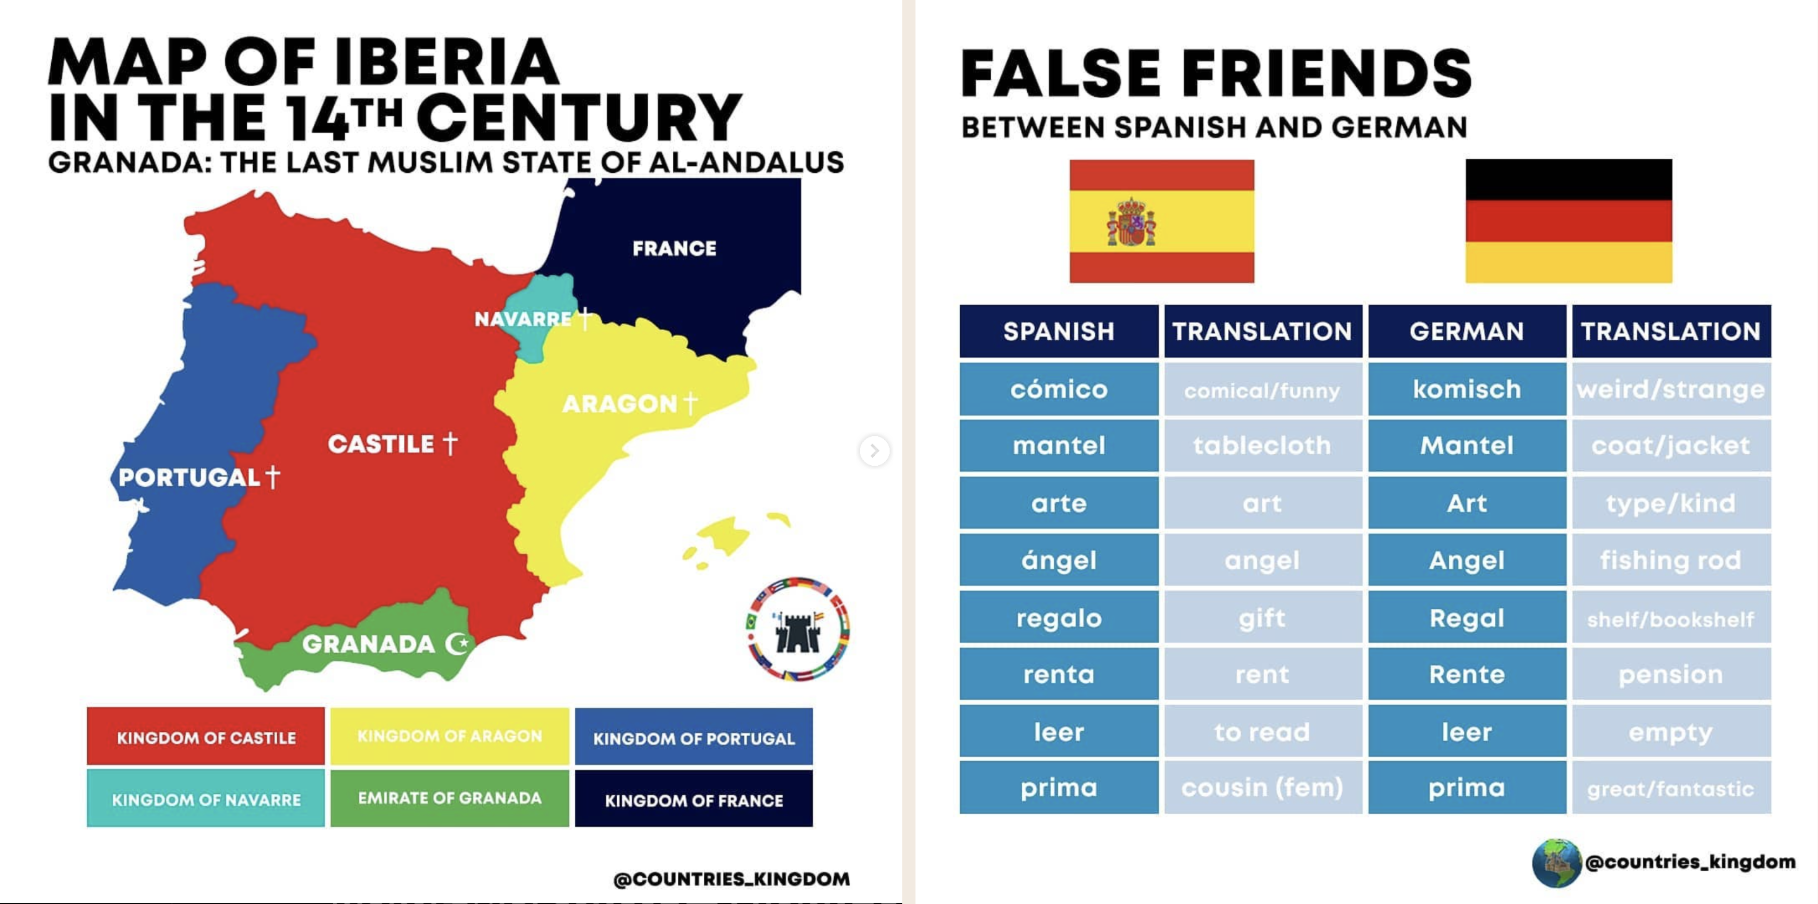 MAP OF IBERIA
IN THE 14TH CENTURY
GRANADA: THE LAST MUSLIM STATE OF AL-ANDALUS
FRANCE
NAVARRE †
ARAGON †
CASTILE †
PORTUGAL †
GRANADA ☪
KINGDOM OF CASTILE KINGDOM OF ARAGON KINGDOM OF PORTUGAL
KINGDOM OF NAVARRE EMIRATE OF GRANADA KINGDOM OF FRANCE
@COUNTRIES_KINGDOM
FALSE FRIENDS
BETWEEN SPANISH AND GERMAN
SPANISH TRANSLATION GERMAN TRANSLATION
cómico comical/funny komisch weird/strange
mantel tablecloth Mantel coat/jacket
arte art Art type/kind
ángel angel Angel fishing rod
regalo gift Regal shelf/bookshelf
renta rent Rente pension
leer to read leer empty
prima cousin (fem) prima great/fantastic
@countries_kingdom